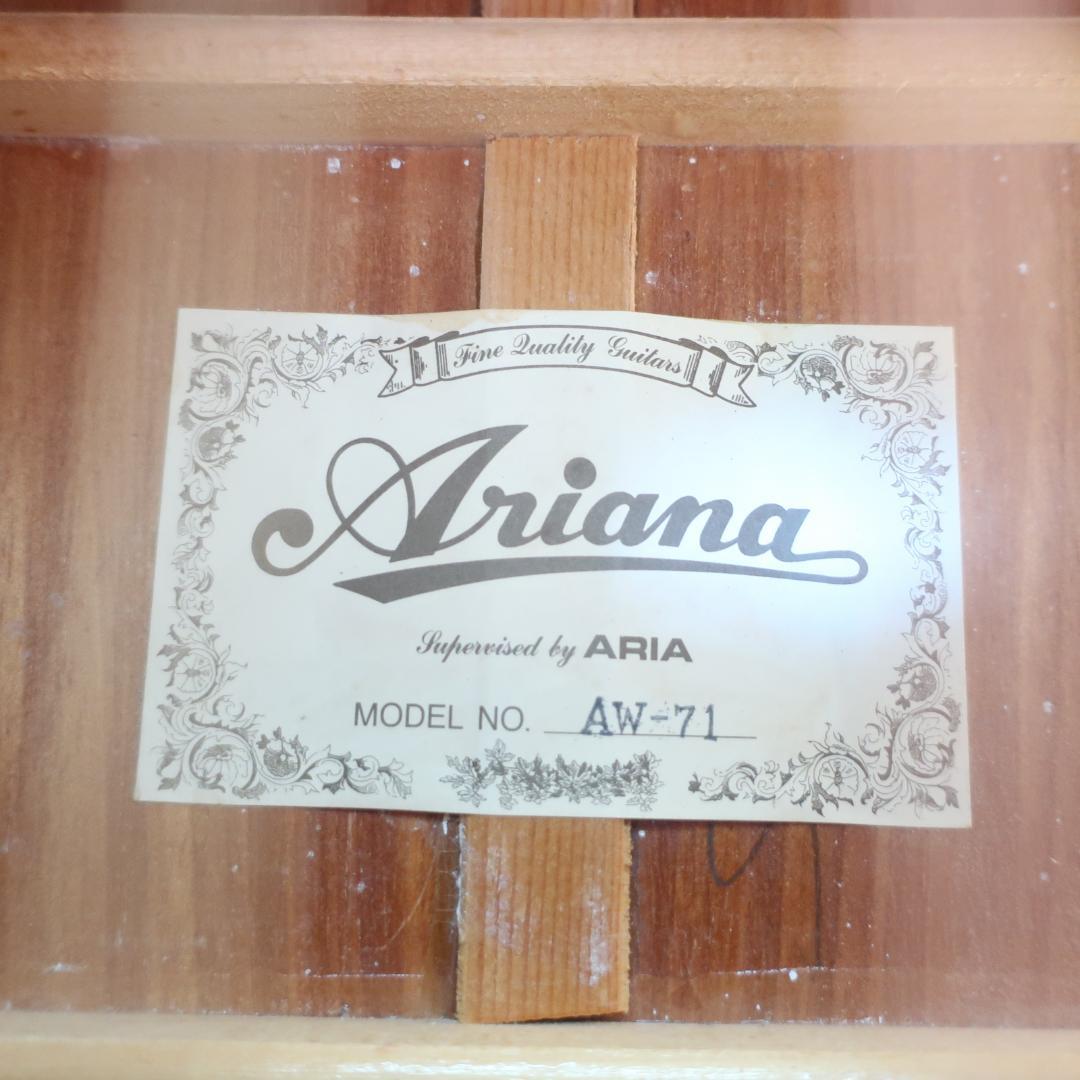 Fine Quality Guitars
Ariana
Supervised by ARIA
MODEL NO. AW-71